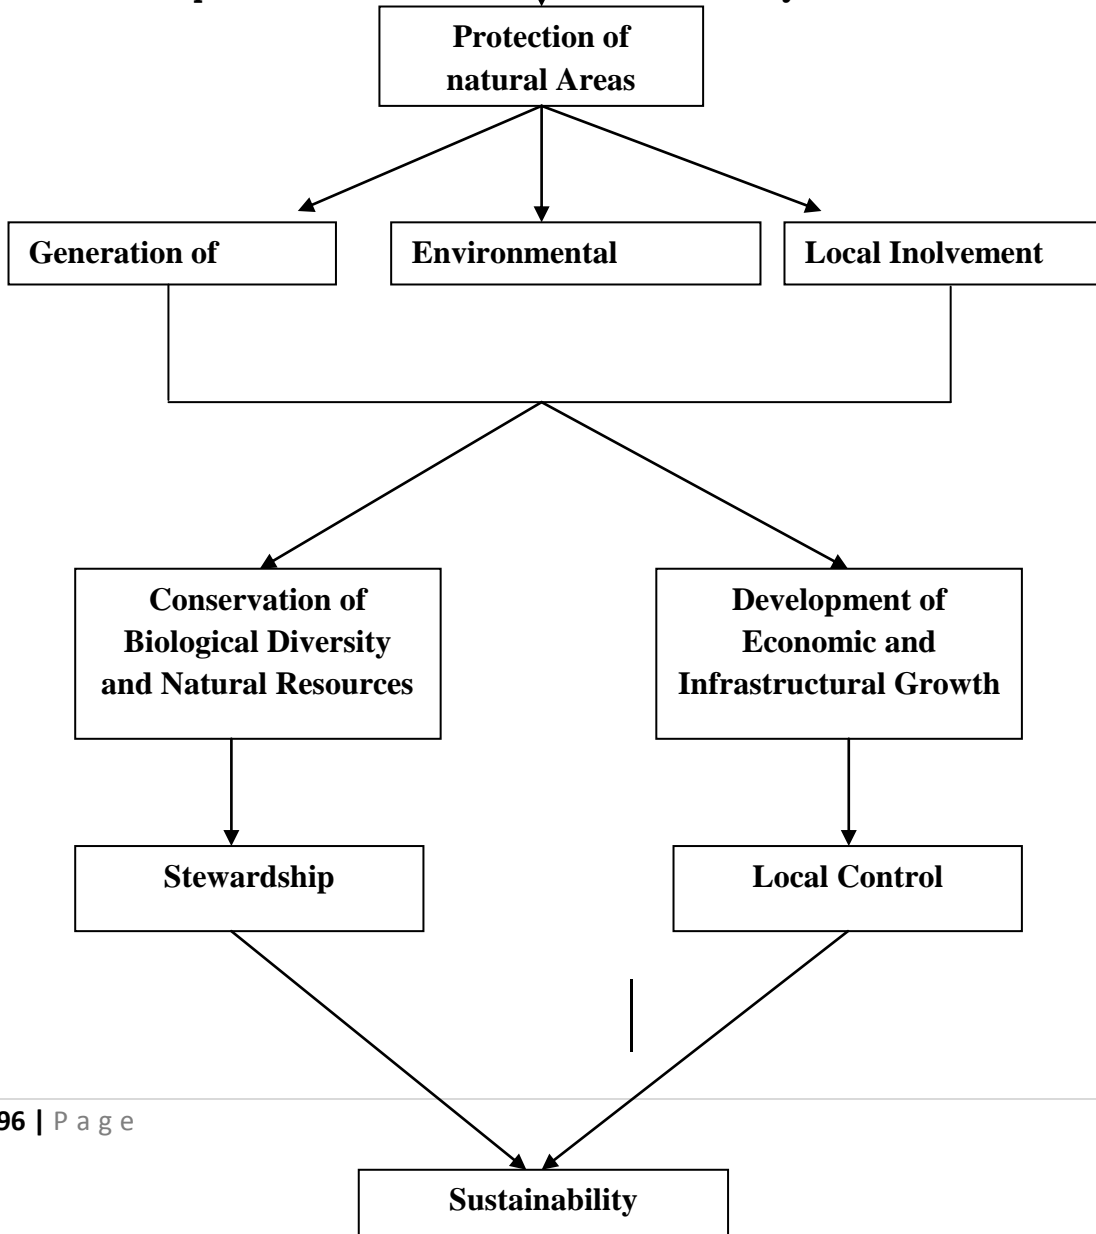 Protection of
natural Areas
Generation of
Environmental
Local Inolvement
Conservation of
Biological Diversity
and Natural Resources
Development of
Economic and
Infrastructural Growth
Stewardship
Local Control
96 | Page
Sustainability